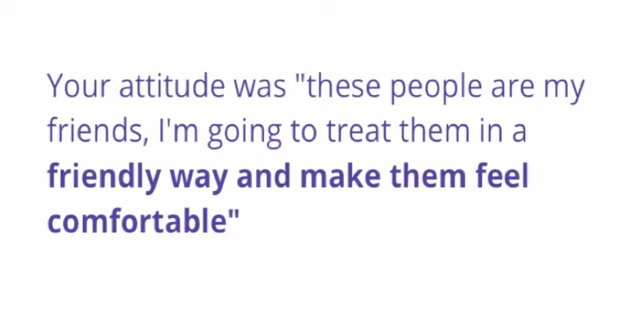 Your attitude was "these people are my
friends, I'm going to treat them in a
friendly way and make them feel
comfortable"